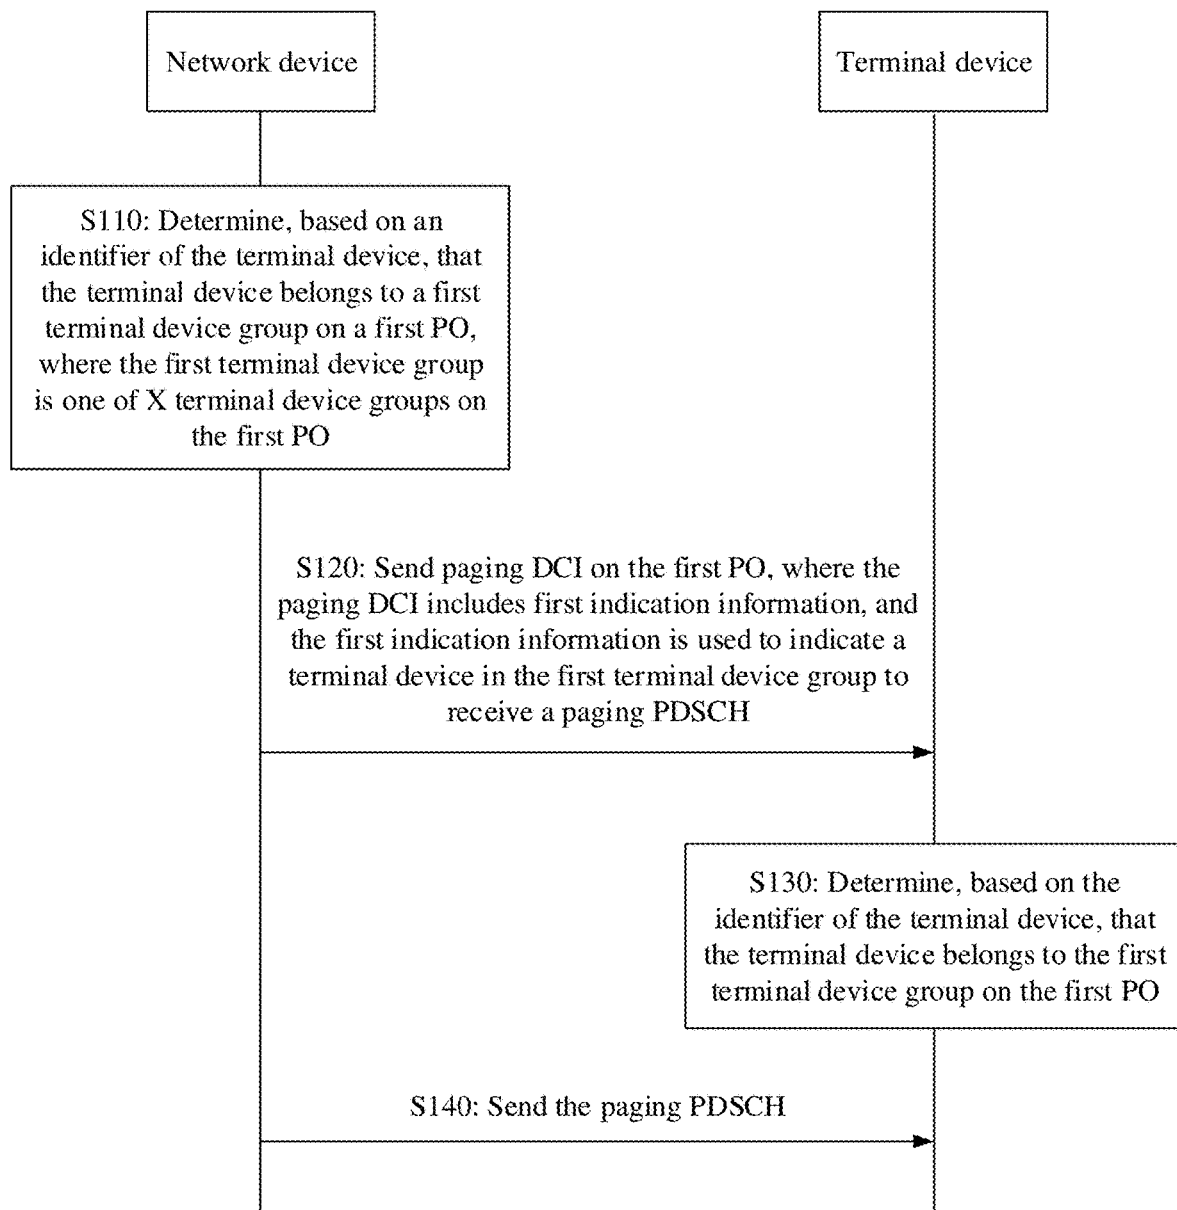 Network device
Terminal device
S110: Determine, based on an
identifier of the terminal device, that
the terminal device belongs to a first
terminal device group on a first PO,
where the first terminal device group
is one of X terminal device groups on
the first PO
S120: Send paging DCI on the first PO, where the
paging DCI includes first indication information, and
the first indication information is used to indicate a
terminal device in the first terminal device group to
receive a paging PDSCH
S130: Determine, based on the
identifier of the terminal device, that
the terminal device belongs to the first
terminal device group on the first PO
S140: Send the paging PDSCH